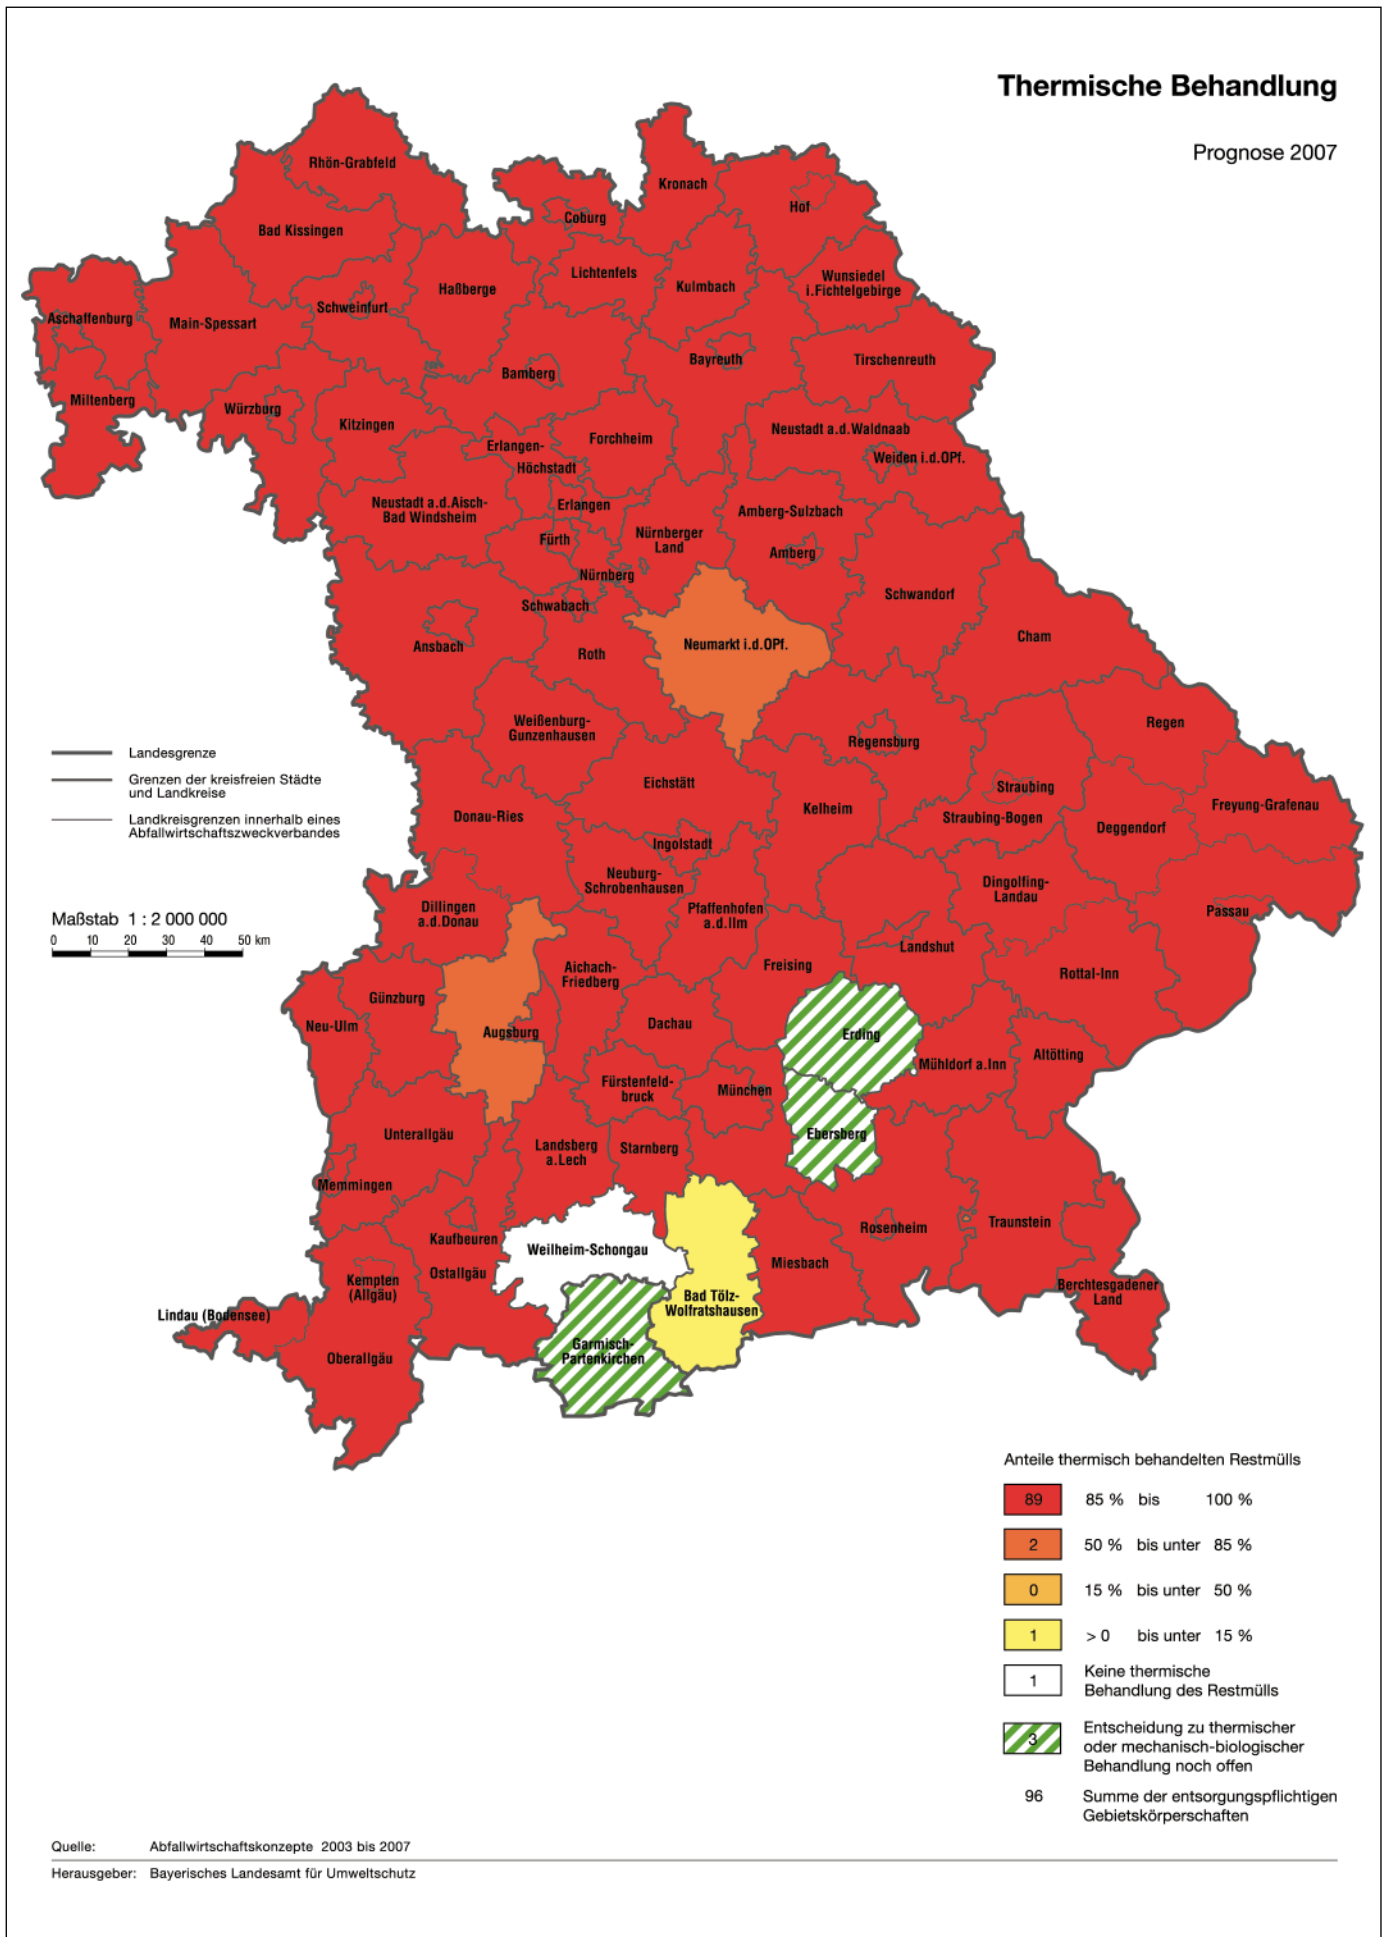 Thermische Behandlung
Prognose 2007
Rhön-Grabfeld
Kronach
Hof
Coburg
Bad Kissingen
Lichtenfels
Kulmbach
Wunsiedel
i.Fichtelgebirge
Haßberge
Schweinfurt
Aschaffenburg
Main-Spessart
Bayreuth
Tirschenreuth
Bamberg
Miltenberg
Würzburg
Kitzingen
Forchheim
Neustadt a.d.Waldnaab
Erlangen-
Höchstadt
Weiden i.d.OPf.
Neustadt a.d.Aisch-
Bad Windsheim
Erlangen
Amberg-Sulzbach
Fürth
Nürnberger
Land
Amberg
Nürnberg
Schwabach
Schwandorf
Cham
Ansbach
Roth
Neumarkt i.d.OPf.
Weißenburg-
Gunzenhausen
Regensburg
Regen
Landesgrenze
Grenzen der kreisfreien Städte
und Landkreise
Landkreisgrenzen innerhalb eines
Abfallwirtschaftszweckverbandes
Eichstätt
Straubing
Donau-Ries
Kelheim
Straubing-Bogen
Deggendorf
Freyung-Grafenau
Ingolstadt
Neuburg-
Schrobenhausen
Dingolfing-
Landau
Dillingen
a.d.Donau
Pfaffenhofen
a.d.Ilm
Passau
Maßstab 1 : 2 000 000
0 10 20 30 40 50 km
Landshut
Aichach-
Friedberg
Freising
Rottal-Inn
Günzburg
Neu-Ulm
Augsburg
Dachau
Erding
Mühldorf a.Inn
Altötting
Fürstenfeld-
bruck
München
Unterallgäu
Landsberg
a.Lech
Starnberg
Ebersberg
Memmingen
Kaufbeuren
Weilheim-Schongau
Rosenheim
Traunstein
Miesbach
Ostallgäu
Kempten
(Allgäu)
Bad Tölz-
Wolfratshausen
Berchtesgadener
Land
Lindau (Bodensee)
Oberallgäu
Garmisch-
Partenkirchen
Anteile thermisch behandelten Restmülls
89 85 % bis 100 %
2 50 % bis unter 85 %
0 15 % bis unter 50 %
1 > 0 bis unter 15 %
1 Keine thermische
Behandlung des Restmülls
3 Entscheidung zu thermischer
oder mechanisch-biologischer
Behandlung noch offen
96 Summe der entsorgungspflichtigen
Gebietskörperschaften
Quelle: Abfallwirtschaftskonzepte 2003 bis 2007
Herausgeber: Bayerisches Landesamt für Umweltschutz